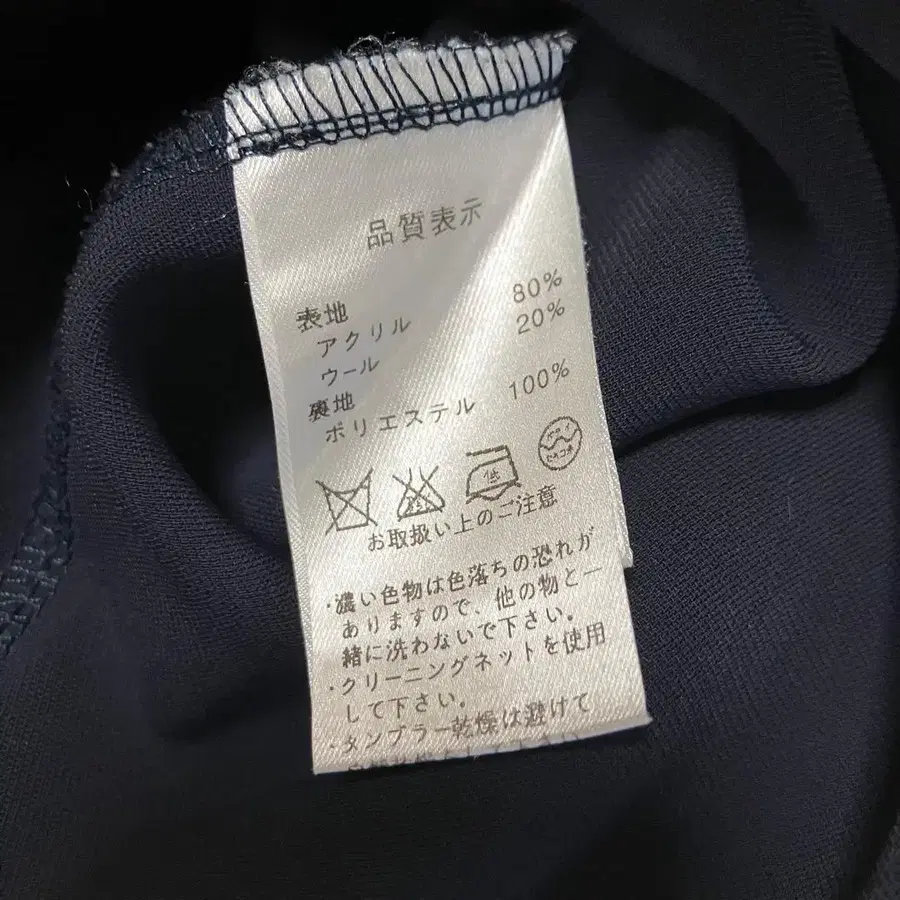 品質表示
表地
アクリル 80%
ウール 20%
裏地
ポリエステル 100%
低
お取扱い上のご注意
・濃い色物は色落ちの恐れが
ありますので、他の物と一
緒に洗わないで下さい。
・クリーニングネットを使用
して下さい。
・タンブラー乾燥は避けて